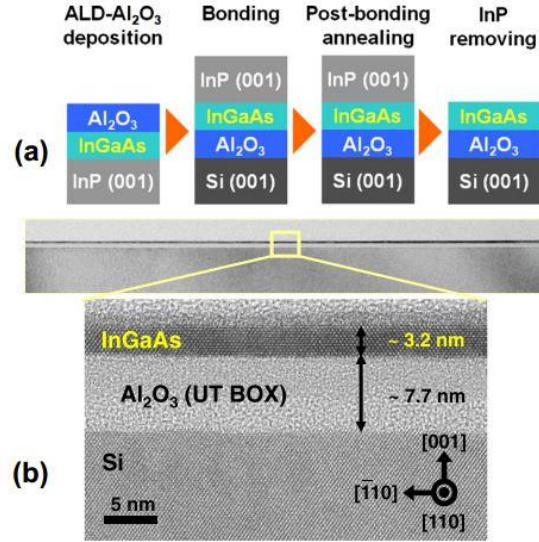 ALD-Al₂O₃ deposition
Bonding
Post-bonding annealing
InP removing
(a)
Al₂O₃
InGaAs
InP (001)
InP (001)
InGaAs
Al₂O₃
Si (001)
InP (001)
InGaAs
Al₂O₃
Si (001)
InGaAs
Al₂O₃
Si (001)
InGaAs
~ 3.2 nm
Al₂O₃ (UT BOX)
~ 7.7 nm
Si
[001]
[1̄10]
[110]
5 nm
(b)